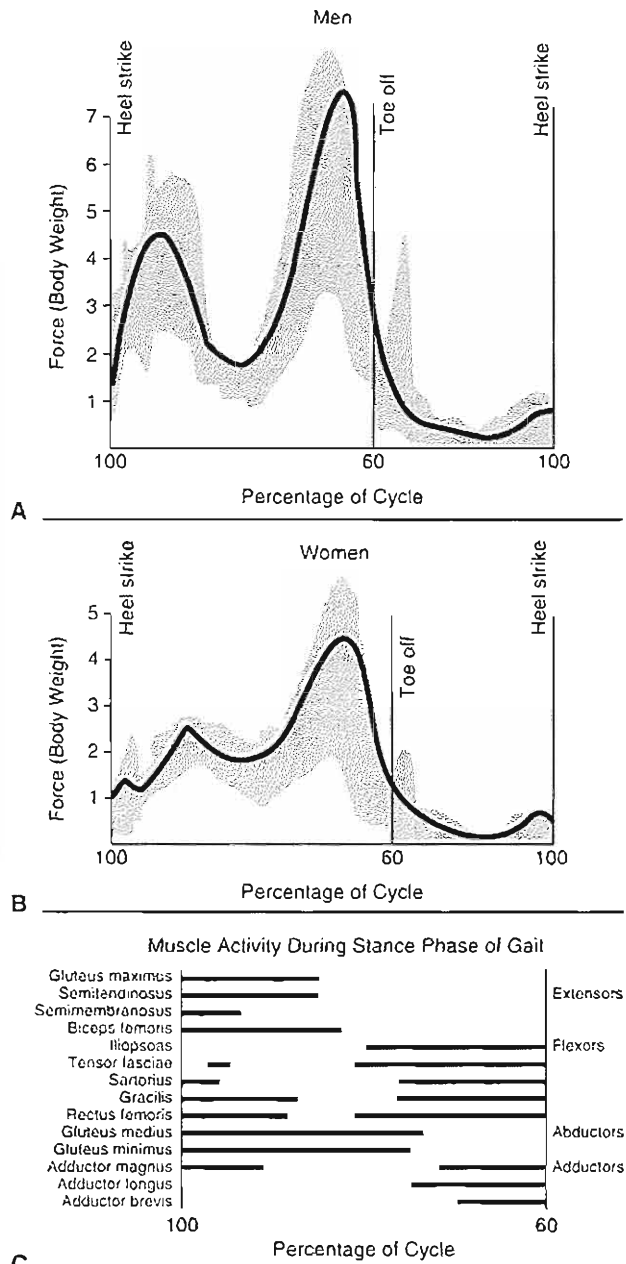 Men
Heel strike
Toe off
Heel strike
7
6
5
4
3
2
1
Force (Body Weight)
100
60
100
Percentage of Cycle
A
Women
Heel strike
Toe off
Heel strike
5
4
3
2
1
Force (Body Weight)
100
60
100
Percentage of Cycle
B
Muscle Activity During Stance Phase of Gait
Gluteus maximus
Semitendinosus
Extensors
Semimembranosus
Biceps femoris
Iliopsoas
Flexors
Tensor fasciae
Sartorius
Gracilis
Rectus femoris
Gluteus medius
Abductors
Gluteus minimus
Adductor magnus
Adductors
Adductor longus
Adductor brevis
100
60
Percentage of Cycle
C